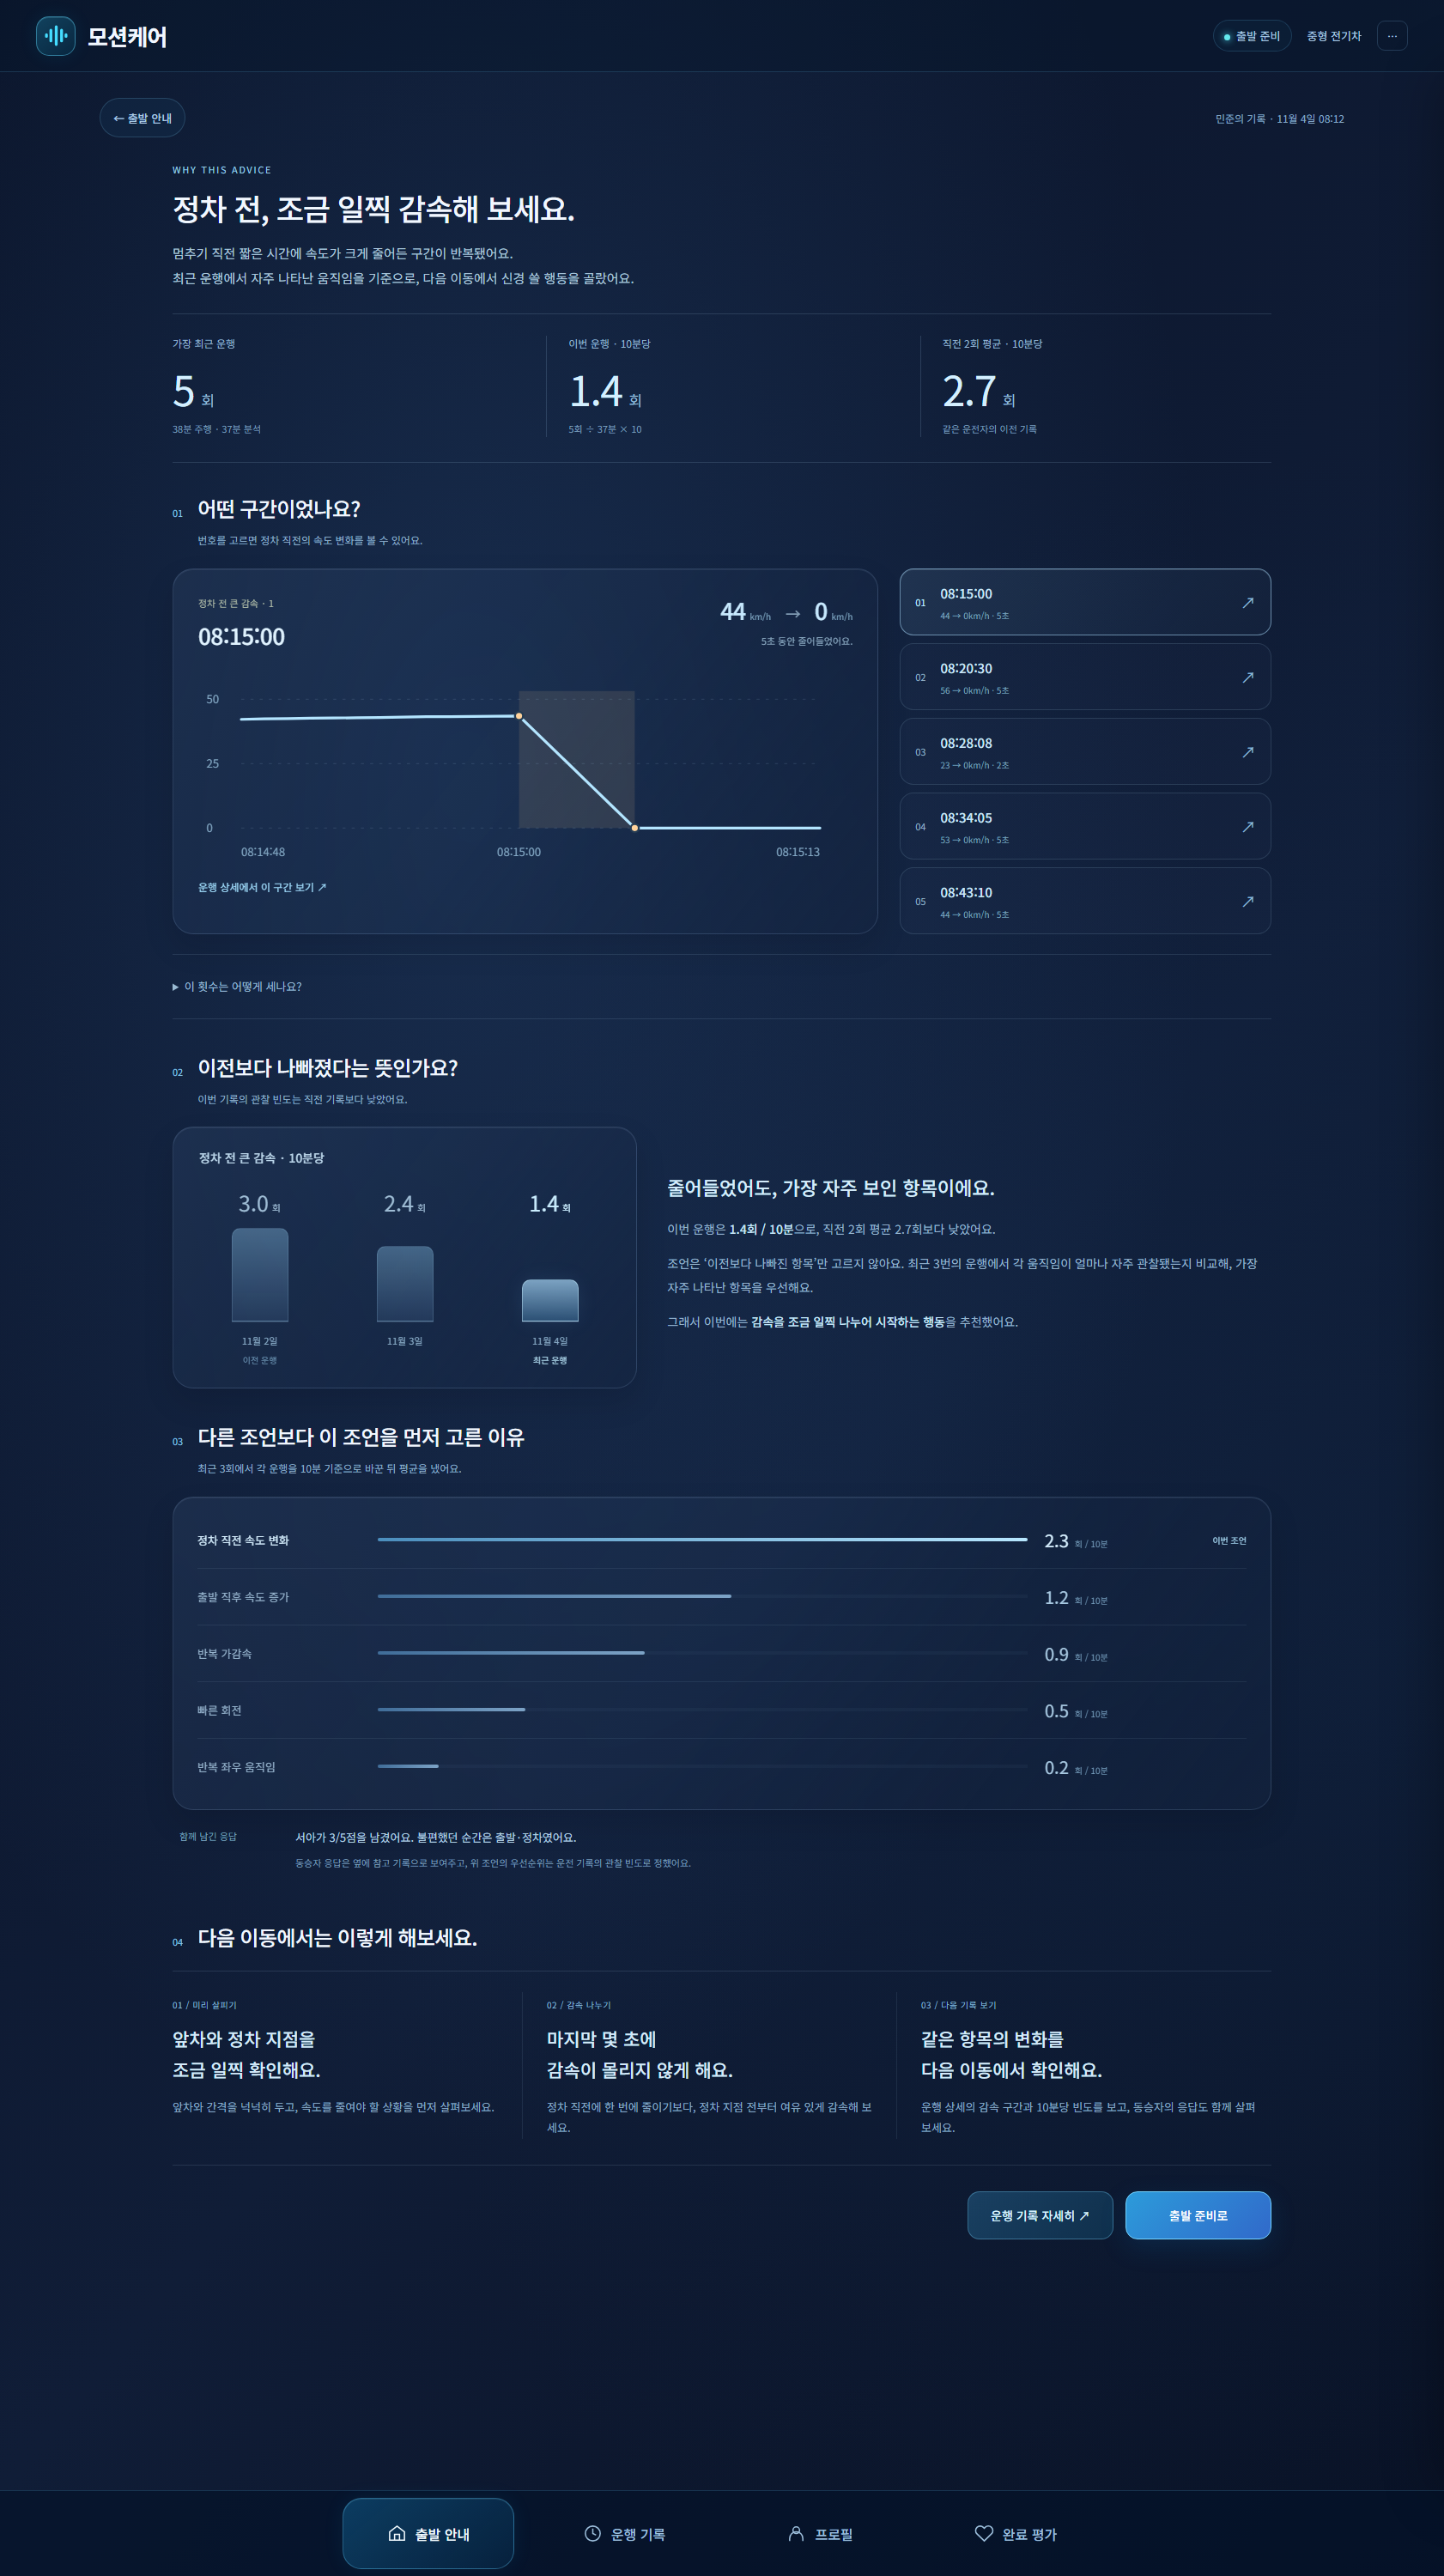 모션케어
출발 준비
중형 전기차
...
← 출발 안내
민준의 기록 · 11월 4일 08:12
WHY THIS ADVICE
정차 전, 조금 일찍 감속해 보세요.
멈추기 직전 짧은 시간에 속도가 크게 줄어든 구간이 반복됐어요.
최근 운행에서 자주 나타난 움직임을 기준으로, 다음 이동에서 신경 쓸 행동을 골랐어요.
가장 최근 운행
5 회
38분 주행 · 37분 분석
이번 운행 · 10분당
1.4 회
5회 ÷ 37분 × 10
직전 2회 평균 · 10분당
2.7 회
같은 운전자의 이전 기록
01 어떤 구간이었나요?
번호를 고르면 정차 직전의 속도 변화를 볼 수 있어요.
정차 전 큰 감속 · 1
08:15:00
44 km/h → 0 km/h
5초 동안 줄어들었어요.
50
25
0
08:14:48
08:15:00
08:15:13
운행 상세에서 이 구간 보기 ↗
01 08:15:00 ↗
44 → 0km/h · 5초
02 08:20:30 ↗
56 → 0km/h · 5초
03 08:28:08 ↗
23 → 0km/h · 2초
04 08:34:05 ↗
53 → 0km/h · 5초
05 08:43:10 ↗
44 → 0km/h · 5초
▶ 이 횟수는 어떻게 세나요?
02 이전보다 나빠졌다는 뜻인가요?
이번 기록의 관찰 빈도는 직전 기록보다 낮았어요.
정차 전 큰 감속 · 10분당
3.0 회
2.4 회
1.4 회
11월 2일
이전 운행
11월 3일
11월 4일
최근 운행
줄어들었어도, 가장 자주 보인 항목이에요.
이번 운행은 1.4회 / 10분으로, 직전 2회 평균 2.7회보다 낮았어요.
조언은 ‘이전보다 나빠진 항목’만 고르지 않아요. 최근 3번의 운행에서 각 움직임이 얼마나 자주 관찰됐는지 비교해, 가장
자주 나타난 항목을 우선해요.
그래서 이번에는 감속을 조금 일찍 나누어 시작하는 행동을 추천했어요.
03 다른 조언보다 이 조언을 먼저 고른 이유
최근 3회에서 각 운행을 10분 기준으로 바꾼 뒤 평균을 냈어요.
정차 직전 속도 변화 2.3 회 / 10분 이번 조언
출발 직후 속도 증가 1.2 회 / 10분
반복 가감속 0.9 회 / 10분
빠른 회전 0.5 회 / 10분
반복 좌우 움직임 0.2 회 / 10분
함께 남긴 응답
서아가 3/5점을 남겼어요. 불편했던 순간은 출발·정차였어요.
동승자 응답은 옆에 참고 기록으로 보여주고, 위 조언의 우선순위는 운전 기록의 관찰 빈도로 정했어요.
04 다음 이동에서는 이렇게 해보세요.
01 / 미리 살피기
앞차와 정차 지점을
조금 일찍 확인해요.
앞차와 간격을 넉넉히 두고, 속도를 줄여야 할 상황을 먼저 살펴보세요.
02 / 감속 나누기
마지막 몇 초에
감속이 몰리지 않게 해요.
정차 직전에 한 번에 줄이기보다, 정차 지점 전부터 여유 있게 감속해 보
세요.
03 / 다음 기록 보기
같은 항목의 변화를
다음 이동에서 확인해요.
운행 상세의 감속 구간과 10분당 빈도를 보고, 동승자의 응답도 함께 살펴
보세요.
운행 기록 자세히 ↗
출발 준비로
출발 안내
운행 기록
프로필
완료 평가